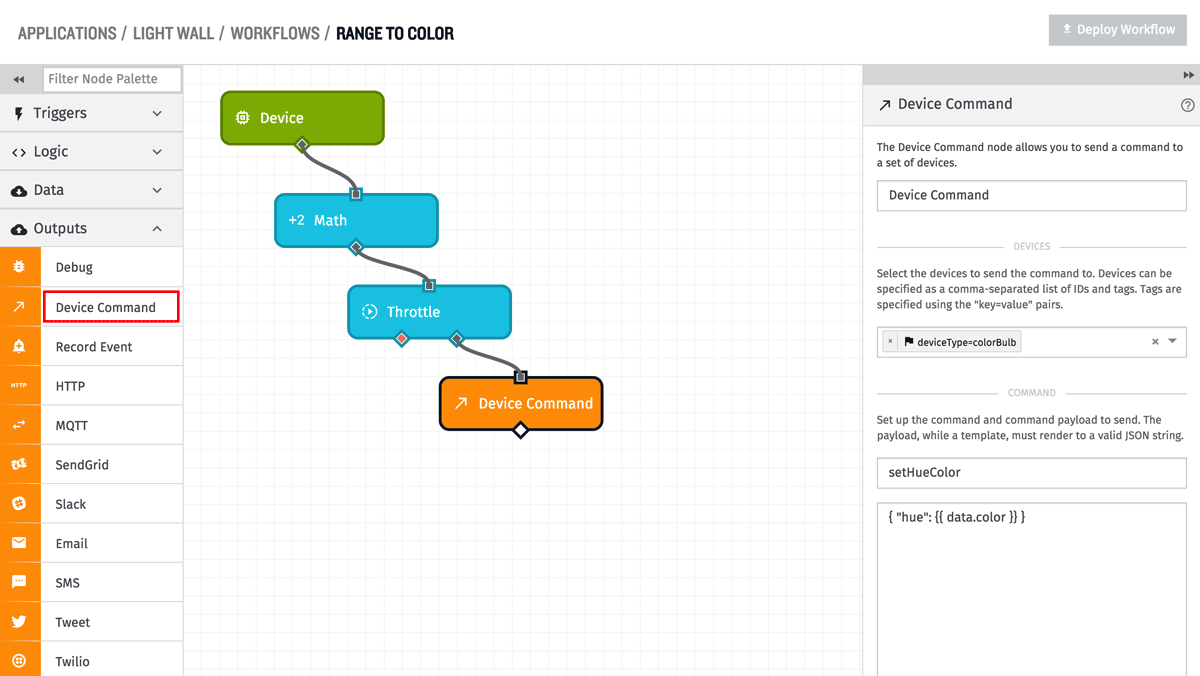 APPLICATIONS / LIGHT WALL / WORKFLOWS / RANGE TO COLOR
Deploy Workflow
Filter Node Palette
Triggers
Logic
Data
Outputs
Debug
Device Command
Record Event
HTTP
HTTP
MQTT
SendGrid
Slack
Email
SMS
Tweet
Twilio
Device
+2 Math
Throttle
Device Command
Device Command
The Device Command node allows you to send a command to
a set of devices.
Device Command
DEVICES
Select the devices to send the command to. Devices can be
specified as a comma-separated list of IDs and tags. Tags are
specified using the "key=value" pairs.
× deviceType=colorBulb ×
COMMAND
Set up the command and command payload to send. The
payload, while a template, must render to a valid JSON string.
setHueColor
{ "hue": {{ data.color }} }